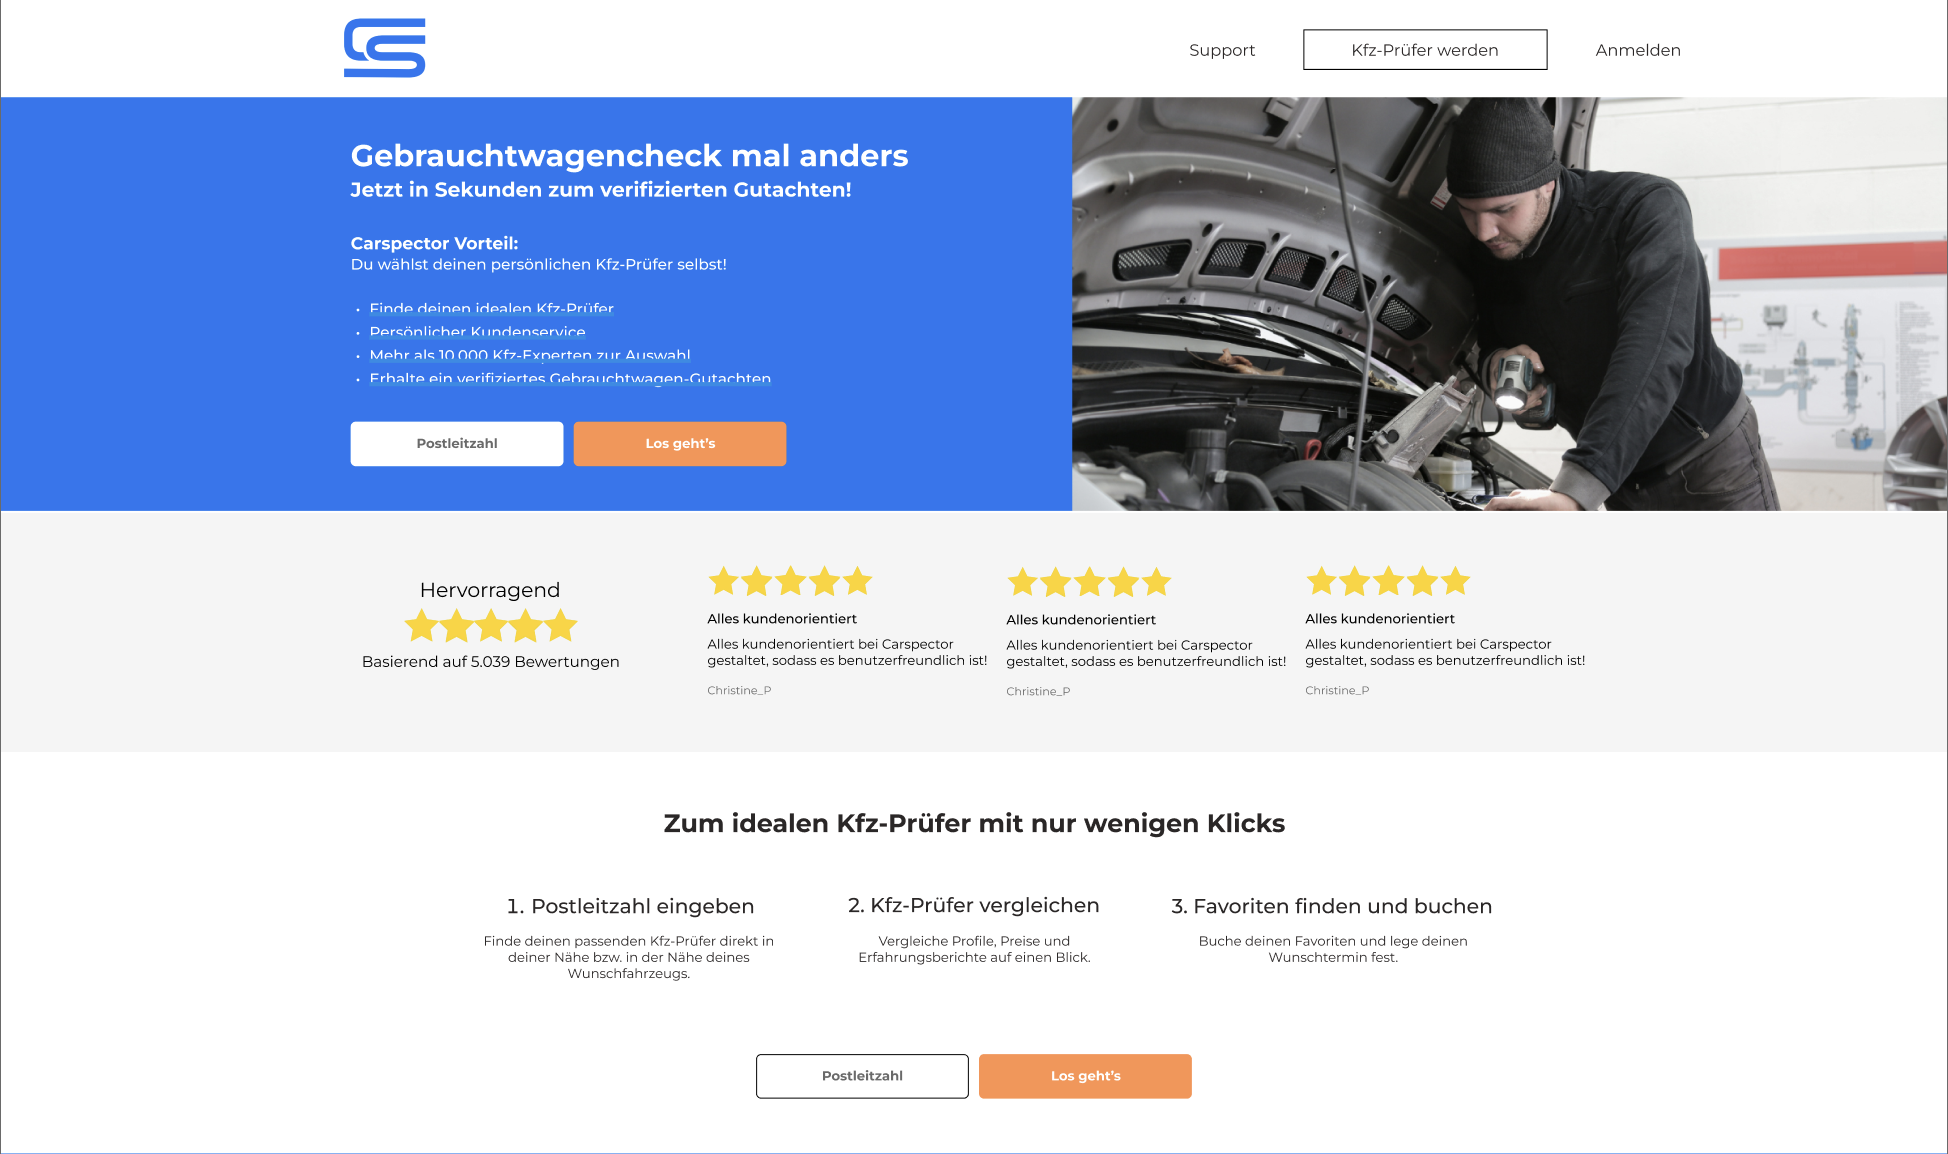 Support
Kfz-Prüfer werden
Anmelden
Gebrauchtwagencheck mal anders
Jetzt in Sekunden zum verifizierten Gutachten!
Carspector Vorteil:
Du wählst deinen persönlichen Kfz-Prüfer selbst!
• Finde deinen idealen Kfz-Prüfer
• Persönlicher Kundenservice
• Mehr als 10.000 Kfz-Experten zur Auswahl
• Erhalte ein verifiziertes Gebrauchtwagen-Gutachten
Postleitzahl
Los geht's
Hervorragend
Basierend auf 5.039 Bewertungen
Alles kundenorientiert
Alles kundenorientiert bei Carspector
gestaltet, sodass es benutzerfreundlich ist!
Christine_P
Alles kundenorientiert
Alles kundenorientiert bei Carspector
gestaltet, sodass es benutzerfreundlich ist!
Christine_P
Alles kundenorientiert
Alles kundenorientiert bei Carspector
gestaltet, sodass es benutzerfreundlich ist!
Christine_P
Zum idealen Kfz-Prüfer mit nur wenigen Klicks
1. Postleitzahl eingeben
Finde deinen passenden Kfz-Prüfer direkt in
deiner Nähe bzw. in der Nähe deines
Wunschfahrzeugs.
2. Kfz-Prüfer vergleichen
Vergleiche Profile, Preise und
Erfahrungsberichte auf einen Blick.
3. Favoriten finden und buchen
Buche deinen Favoriten und lege deinen
Wunschtermin fest.
Postleitzahl
Los geht's